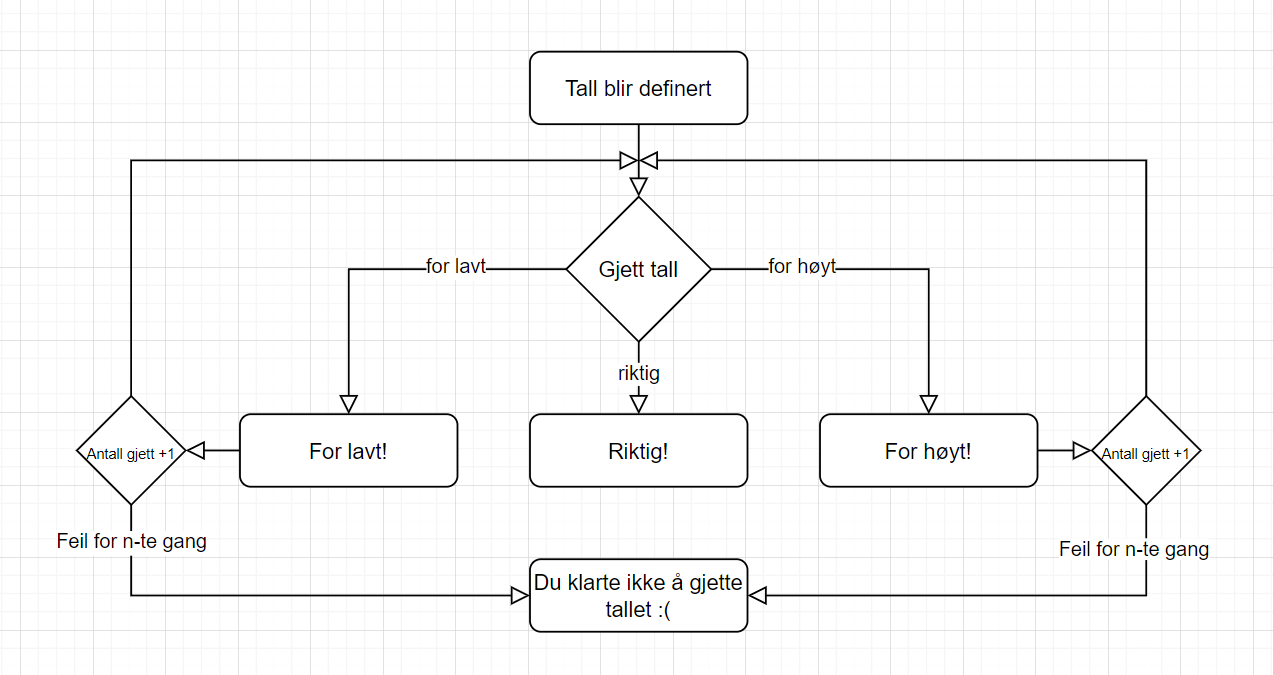 Tall blir definert
for lavt
Gjett tall
for høyt
riktig
Antall gjett +1
For lavt!
Riktig!
For høyt!
Antall gjett +1
Feil for n-te gang
Feil for n-te gang
Du klarte ikke å gjette
tallet :(